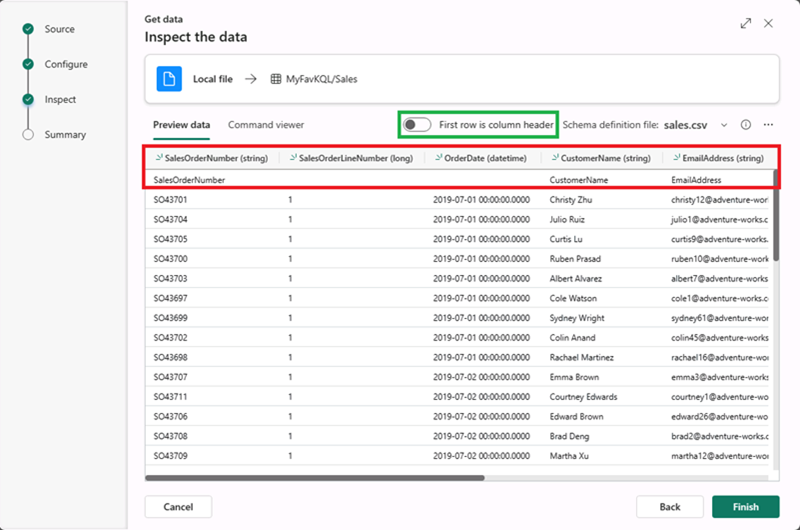 Source
Configure
Inspect
Summary
Get data
Inspect the data
Local file → MyFavKQL/Sales
Preview data Command viewer First row is column header Schema definition file: sales.csv
SalesOrderNumber (string) SalesOrderLineNumber (long) OrderDate (datetime) CustomerName (string) EmailAddress (string)
SalesOrderNumber CustomerName EmailAddress
SO43701 1 2019-07-01 00:00:00.0000 Christy Zhu christy12@adventure-works
SO43704 1 2019-07-01 00:00:00.0000 Julio Ruiz julio1@adventure-works.c
SO43705 1 2019-07-01 00:00:00.0000 Curtis Lu curtis9@adventure-works.
SO43700 1 2019-07-01 00:00:00.0000 Ruben Prasad ruben10@adventure-works
SO43703 1 2019-07-01 00:00:00.0000 Albert Alvarez albert7@adventure-works
SO43697 1 2019-07-01 00:00:00.0000 Cole Watson cole1@adventure-works.c
SO43699 1 2019-07-01 00:00:00.0000 Sydney Wright sydney61@adventure-work
SO43702 1 2019-07-01 00:00:00.0000 Colin Anand colin45@adventure-works
SO43698 1 2019-07-01 00:00:00.0000 Rachael Martinez rachael16@adventure-wor
SO43707 1 2019-07-02 00:00:00.0000 Emma Brown emma3@adventure-works
SO43711 1 2019-07-02 00:00:00.0000 Courtney Edwards courtney1@adventure-wo
SO43706 1 2019-07-02 00:00:00.0000 Edward Brown edward26@adventure-wor
SO43708 1 2019-07-02 00:00:00.0000 Brad Deng brad2@adventure-works.c
SO43709 1 2019-07-02 00:00:00.0000 Martha Xu martha12@adventure-wor
Cancel Back Finish